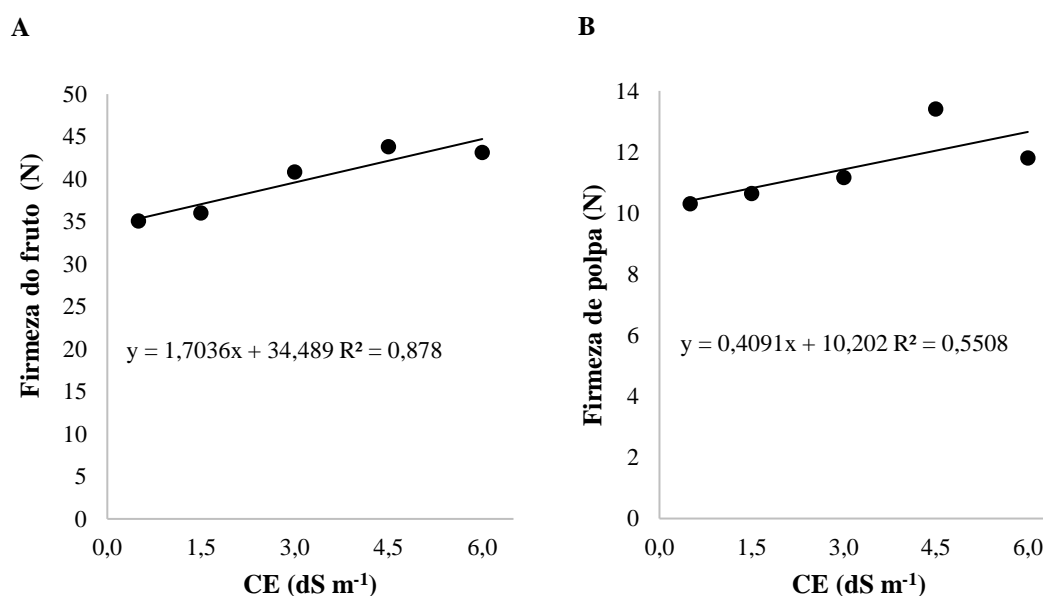 A
Firmeza do fruto (N)
50
45
40
35
30
25
20
15
10
5
0
y = 1,7036x + 34,489 R² = 0,878
0,0 1,5 3,0 4,5 6,0
CE (dS m⁻¹)
B
Firmeza de polpa (N)
14
12
10
8
6
4
2
0
y = 0,4091x + 10,202 R² = 0,5508
0,0 1,5 3,0 4,5 6,0
CE (dS m⁻¹)